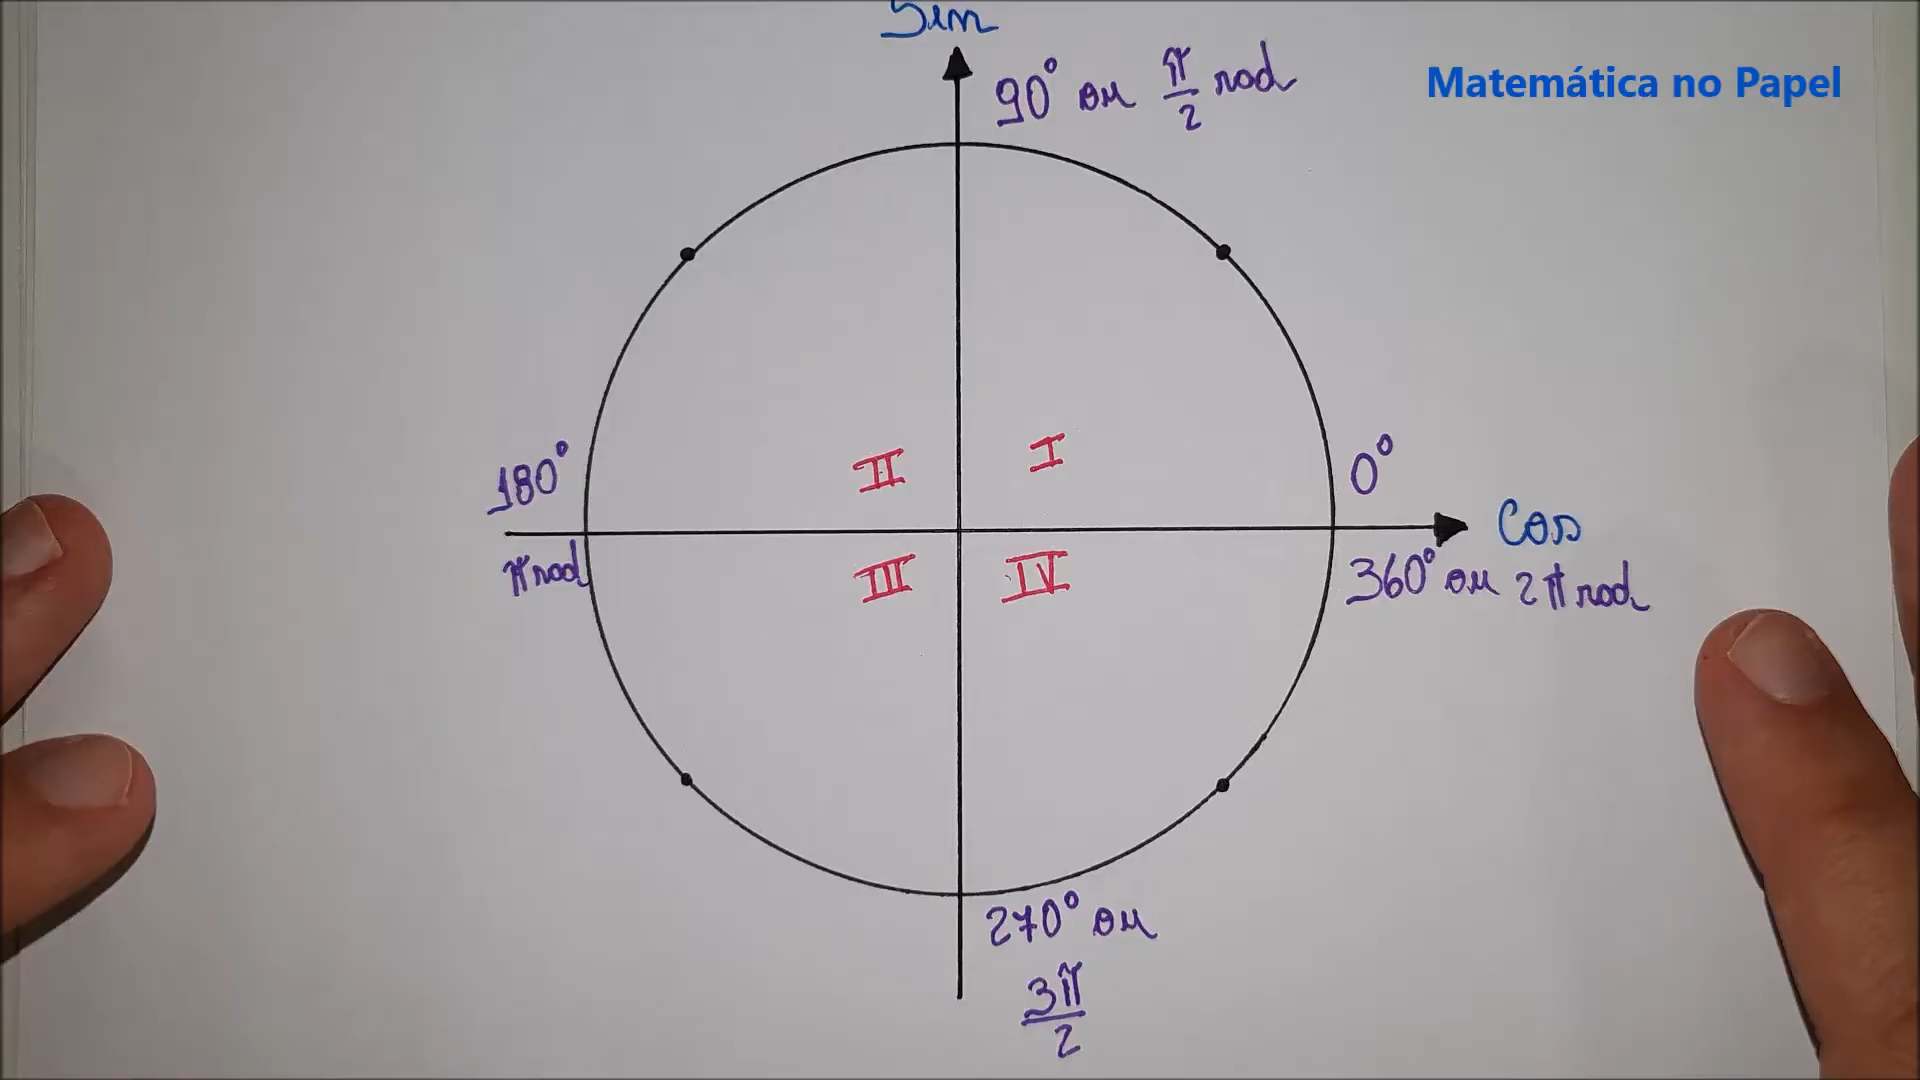 Sen
90° ou π/2 rad
Matemática no Papel
180°
II
I
0°
Cos
π rad
III
IV
360° ou 2π rad
270° ou
3π/2